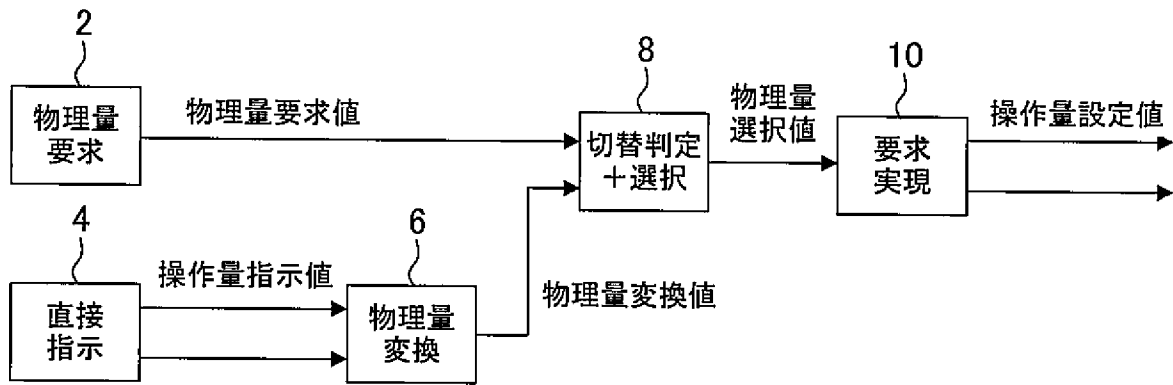 2
物理量
要求
物理量要求値
8
切替判定
＋選択
物理量
選択値
10
要求
実現
操作量設定値
4
直接
指示
操作量指示値
6
物理量
変換
物理量変換値